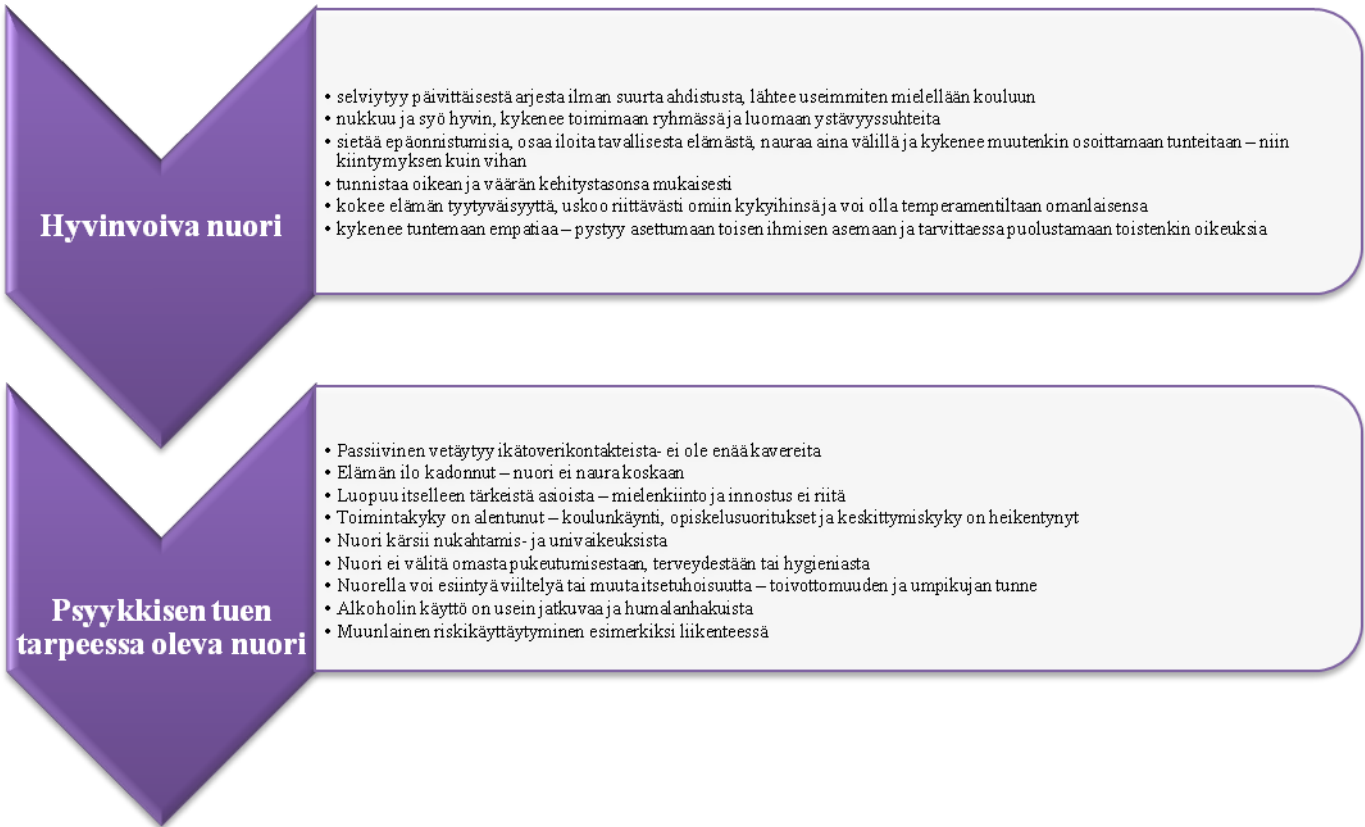 Hyvinvoiva nuori
• selviytyy päivittäisestä arjesta ilman suurta ahdistusta, lähtee useimmiten mielellään kouluun
• nukkuu ja syö hyvin, kykenee toimimaan ryhmässä ja luomaan ystävyyssuhteita
• sietää epäonnistumisia, osaa iloita tavallisesta elämästä, nauraa aina välillä ja kykenee muutenkin osoittamaan tunteitaan – niin
kiintymyksen kuin vihan
• tunnistaa oikean ja väärän kehitystasonsa mukaisesti
• kokee elämän tyytyväisyyttä, uskoo riittävästi omiin kykyihinsä ja voi olla temperamentiltaan omanlaisensa
• kykenee tuntemaan empatiaa – pystyy asettumaan toisen ihmisen asemaan ja tarvittaessa puolustamaan toistenkin oikeuksia
Psyykkisen tuen
tarpeessa oleva nuori
• Passiivinen vetäytyy ikätoverikontakteista- ei ole enää kavereita
• Elämän ilo kadonnut – nuori ei naura koskaan
• Luopuu itselleen tärkeistä asioista – mielenkiinto ja innostus ei riitä
• Toimintakyky on alentunut – koulunkäynti, opiskelusuoritukset ja keskittymiskyky on heikentynyt
• Nuori kärsii nukahtamis- ja univaikeuksista
• Nuori ei välitä omasta pukeutumisestaan, terveydestään tai hygieniasta
• Nuorella voi esiintyä viiltelyä tai muuta itsetuhoisuutta – toivottomuuden ja umpikujan tunne
• Alkoholin käyttö on usein jatkuvaa ja humalanhakuista
• Muunlainen riskikäyttäytyminen esimerkiksi liikenteessä